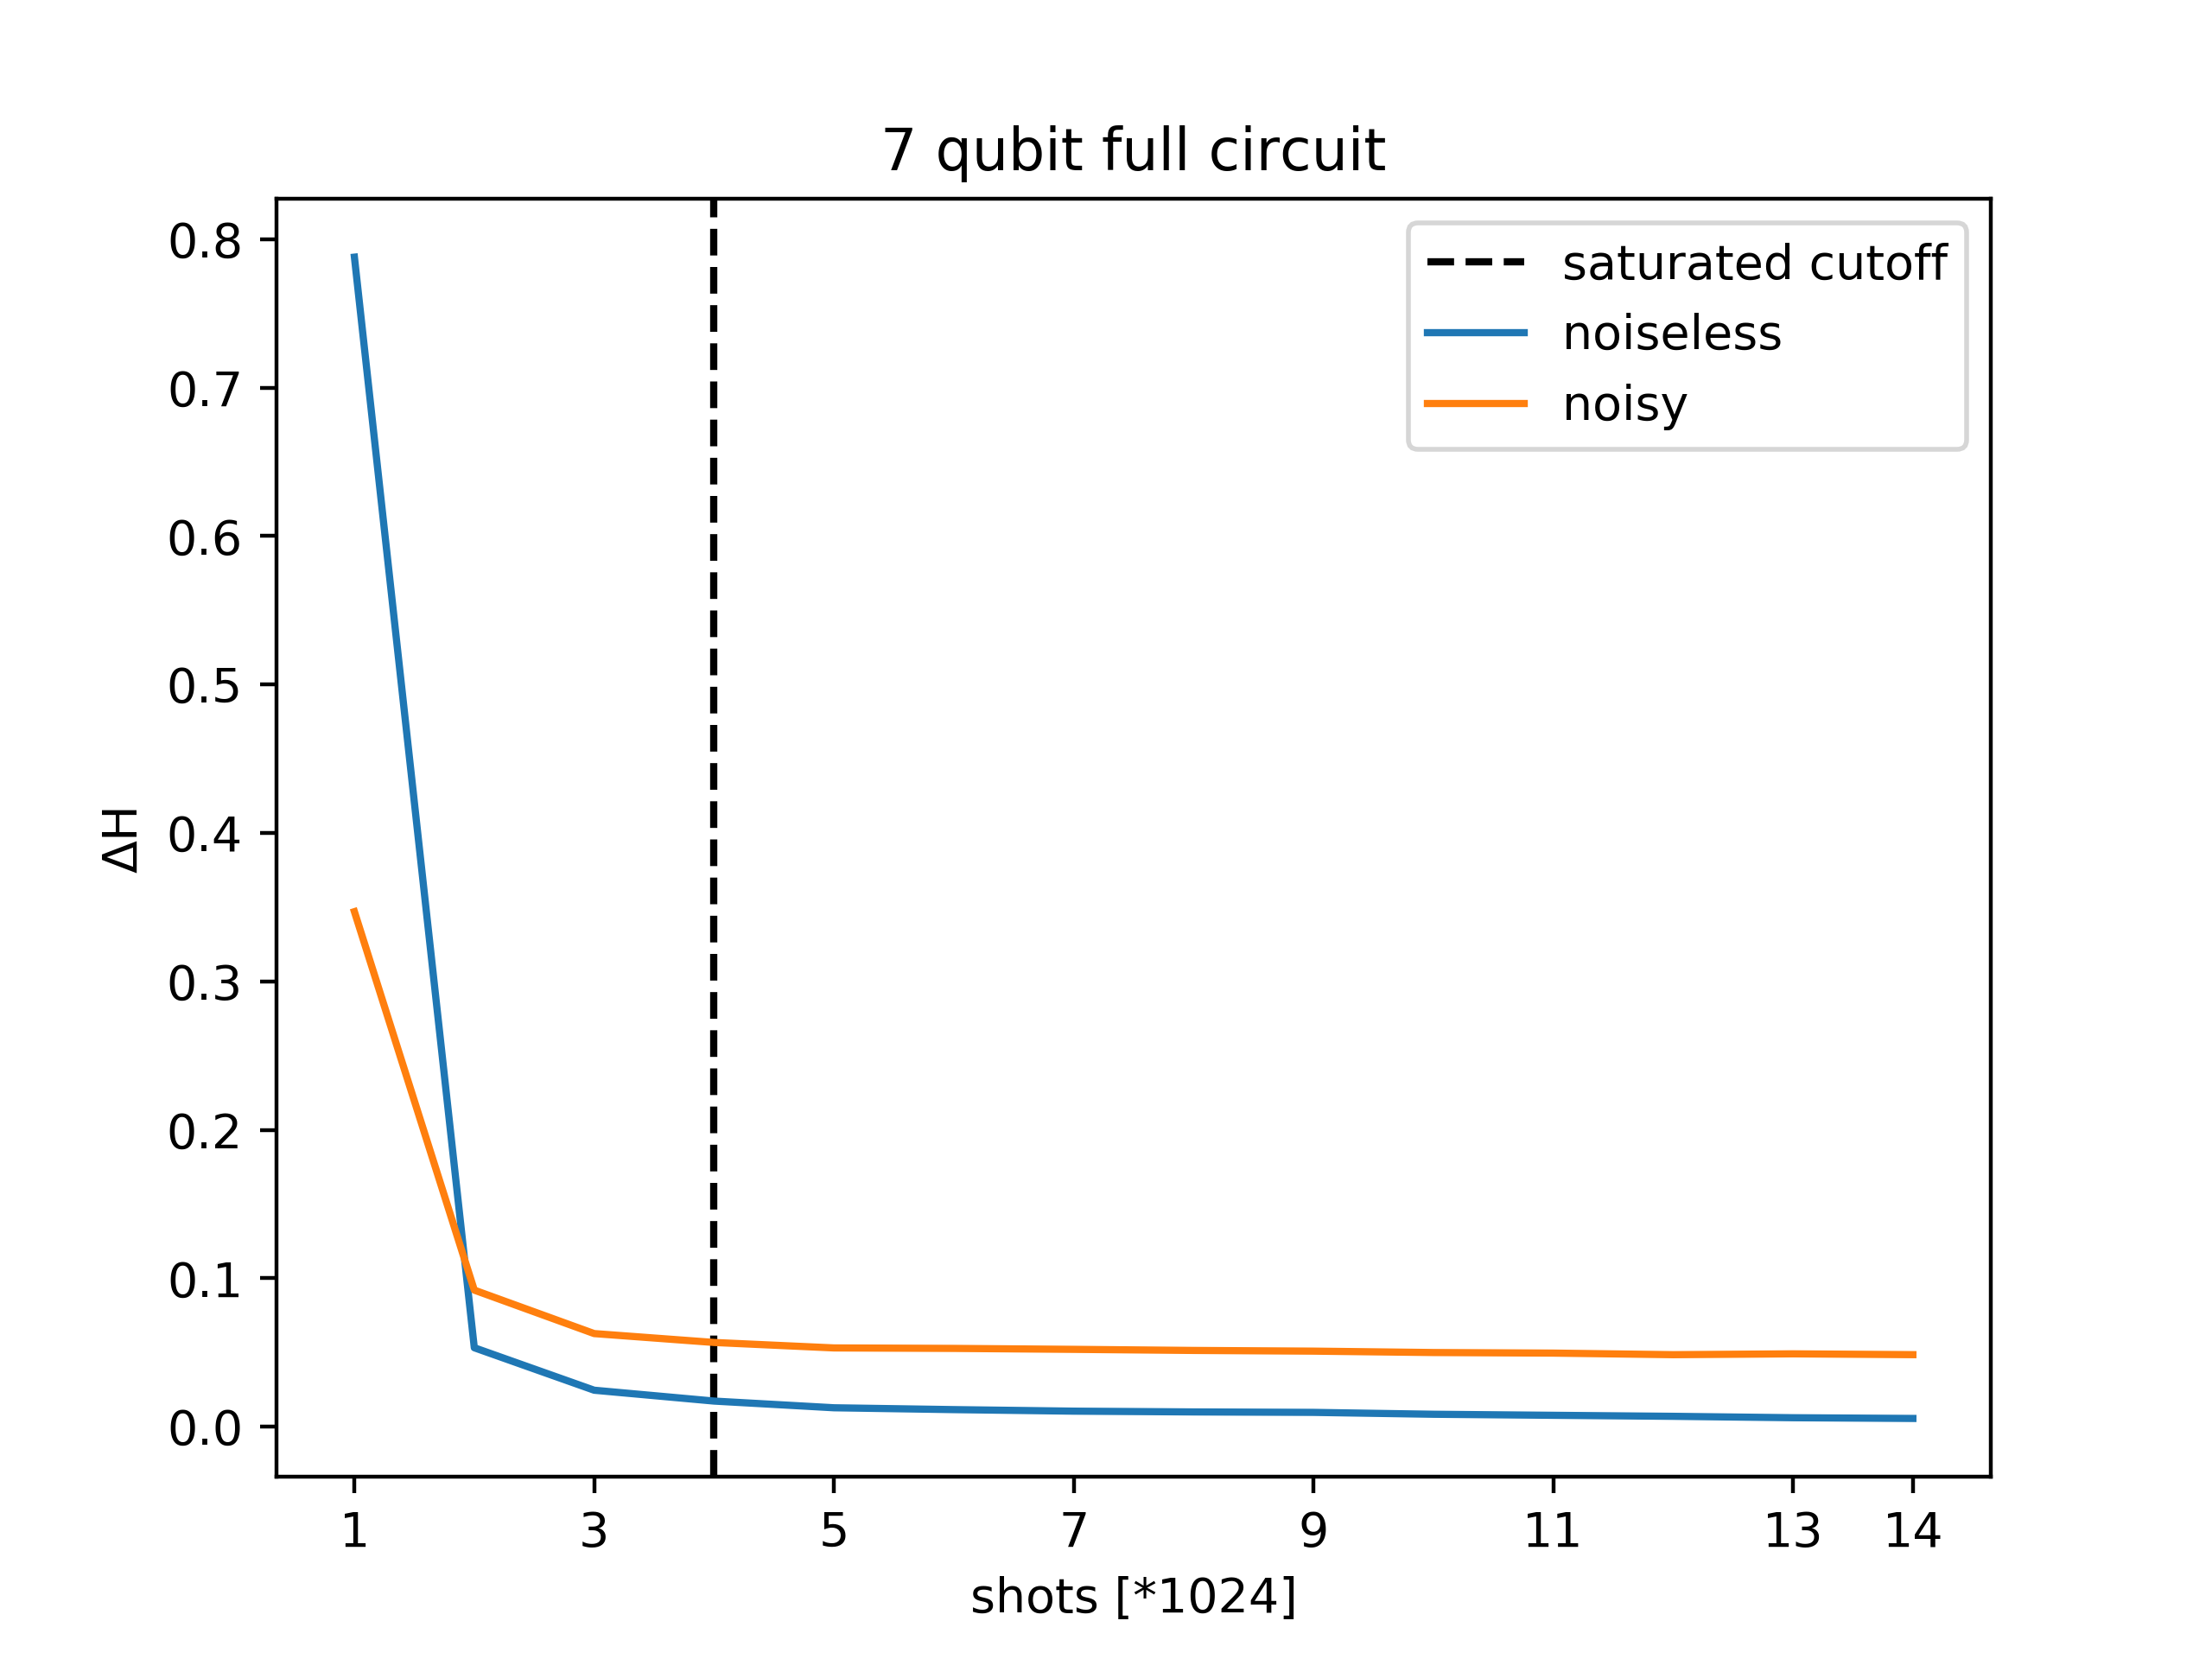 7 qubit full circuit
saturated cutoff
noiseless
noisy
0.8
0.7
0.6
0.5
0.4
0.3
0.2
0.1
0.0
ΔH
1 3 5 7 9 11 13 14
shots [*1024]